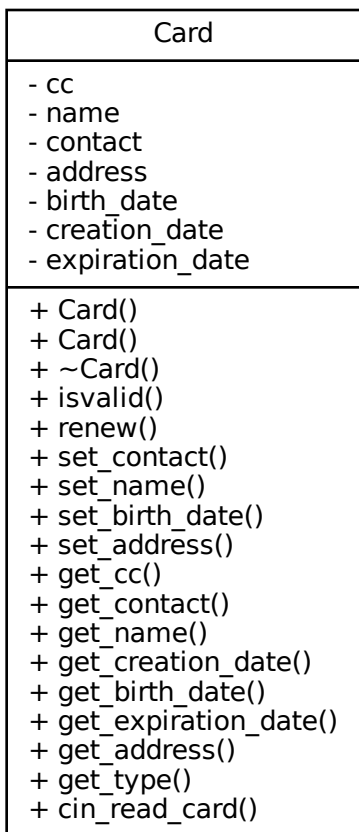 Card
- cc
- name
- contact
- address
- birth_date
- creation_date
- expiration_date
+ Card()
+ Card()
+ ~Card()
+ isvalid()
+ renew()
+ set_contact()
+ set_name()
+ set_birth_date()
+ set_address()
+ get_cc()
+ get_contact()
+ get_name()
+ get_creation_date()
+ get_birth_date()
+ get_expiration_date()
+ get_address()
+ get_type()
+ cin_read_card()